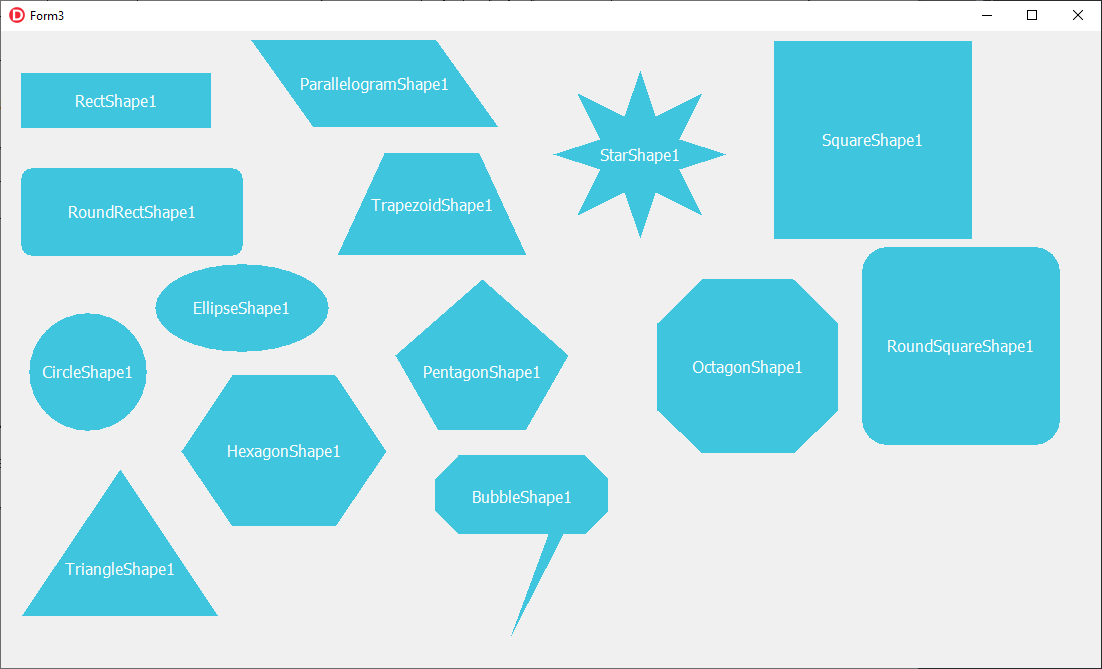 Form3
RectShape1
ParallelogramShape1
StarShape1
SquareShape1
RoundRectShape1
TrapezoidShape1
EllipseShape1
CircleShape1
PentagonShape1
OctagonShape1
RoundSquareShape1
HexagonShape1
BubbleShape1
TriangleShape1